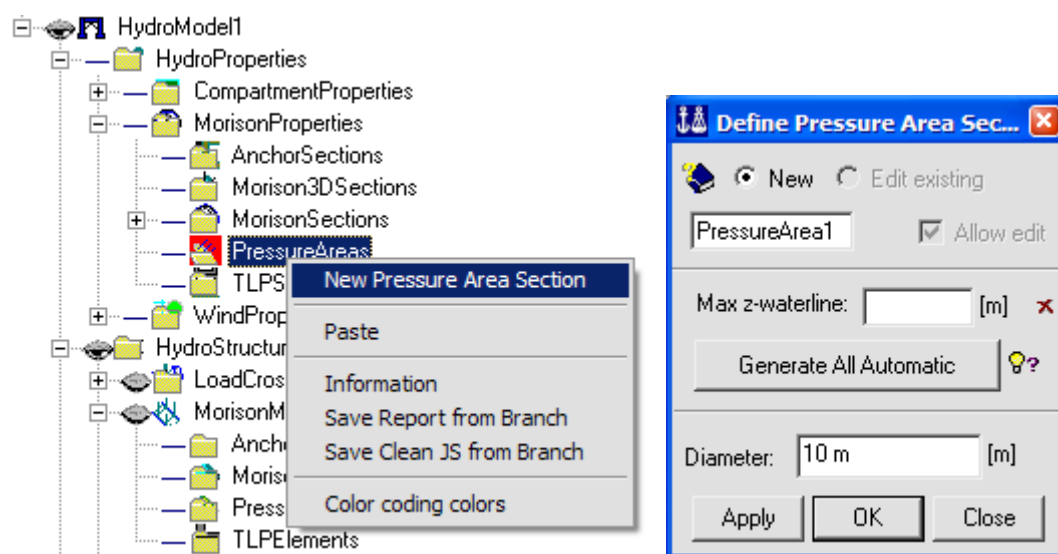 HydroModel1
HydroProperties
CompartmentProperties
MorisonProperties
AnchorSections
Morison3DSections
MorisonSections
PressureAreas
TLPS
WindProp
HydroStructur
LoadCros
MorisonM
Ancho
Moris
Press
TLPElements
New Pressure Area Section
Paste
Information
Save Report from Branch
Save Clean JS from Branch
Color coding colors
Define Pressure Area Sec...
New Edit existing
PressureArea1 Allow edit
Max z-waterline: [m]
Generate All Automatic ?
Diameter: 10 m [m]
Apply OK Close